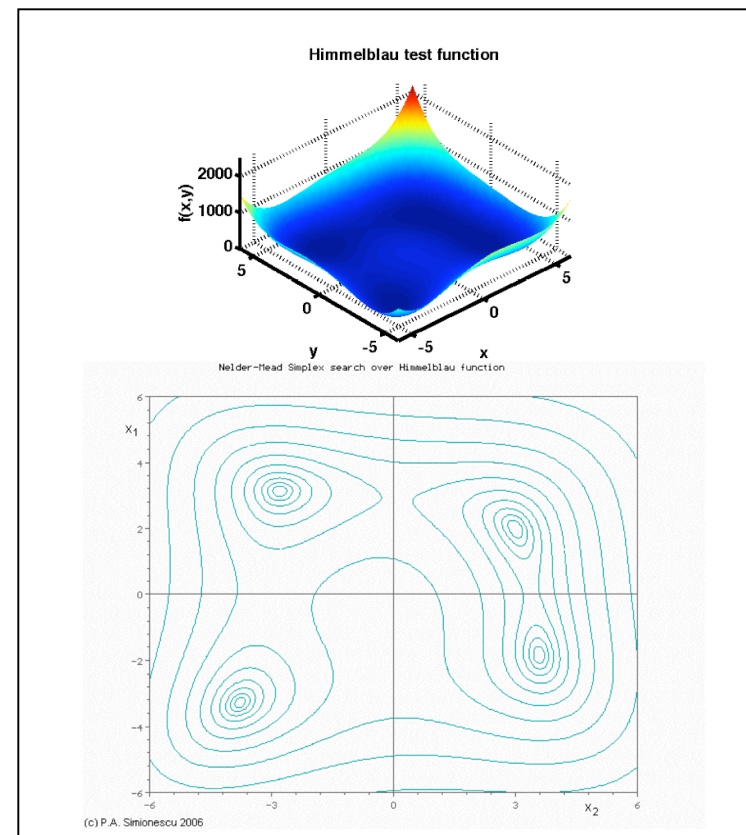 Himmelblau test function
2000
1000
0
f(x,y)
5
0
-5
y
-5
0
5
x
Nelder-Mead Simplex search over Himmelblau function
6
X1
4
2
0
-2
-4
-6
-6
-3
0
3
X2
6
(c) P.A. Simionescu 2006